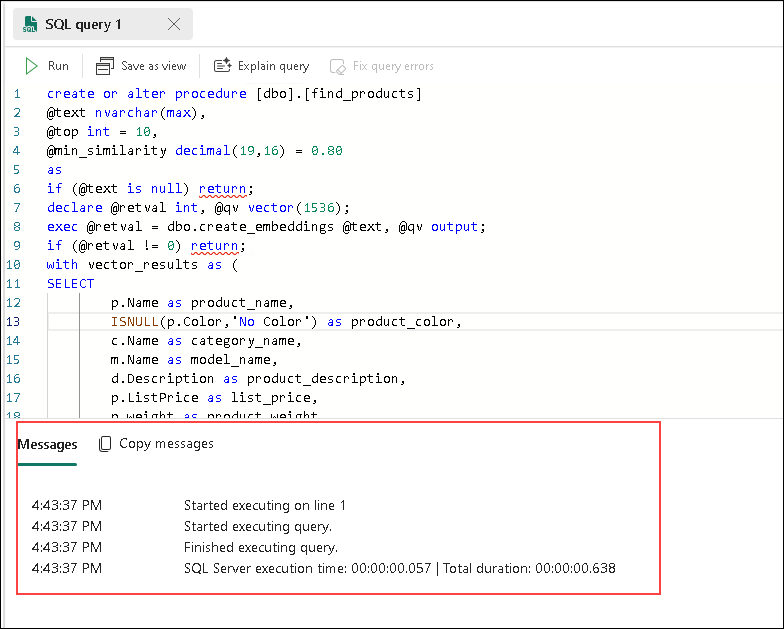 SQL query 1
Run Save as view Explain query Fix query errors
1 create or alter procedure [dbo].[find_products]
2 @text nvarchar(max),
3 @top int = 10,
4 @min_similarity decimal(19,16) = 0.80
5 as
6 if (@text is null) return;
7 declare @retval int, @qv vector(1536);
8 exec @retval = dbo.create_embeddings @text, @qv output;
9 if (@retval != 0) return;
10 with vector_results as (
11 SELECT
12 p.Name as product_name,
13 ISNULL(p.Color,'No Color') as product_color,
14 c.Name as category_name,
15 m.Name as model_name,
16 d.Description as product_description,
17 p.ListPrice as list_price,
18 p.weight as product_weight
Messages Copy messages
4:43:37 PM Started executing on line 1
4:43:37 PM Started executing query.
4:43:37 PM Finished executing query.
4:43:37 PM SQL Server execution time: 00:00:00.057 | Total duration: 00:00:00.638